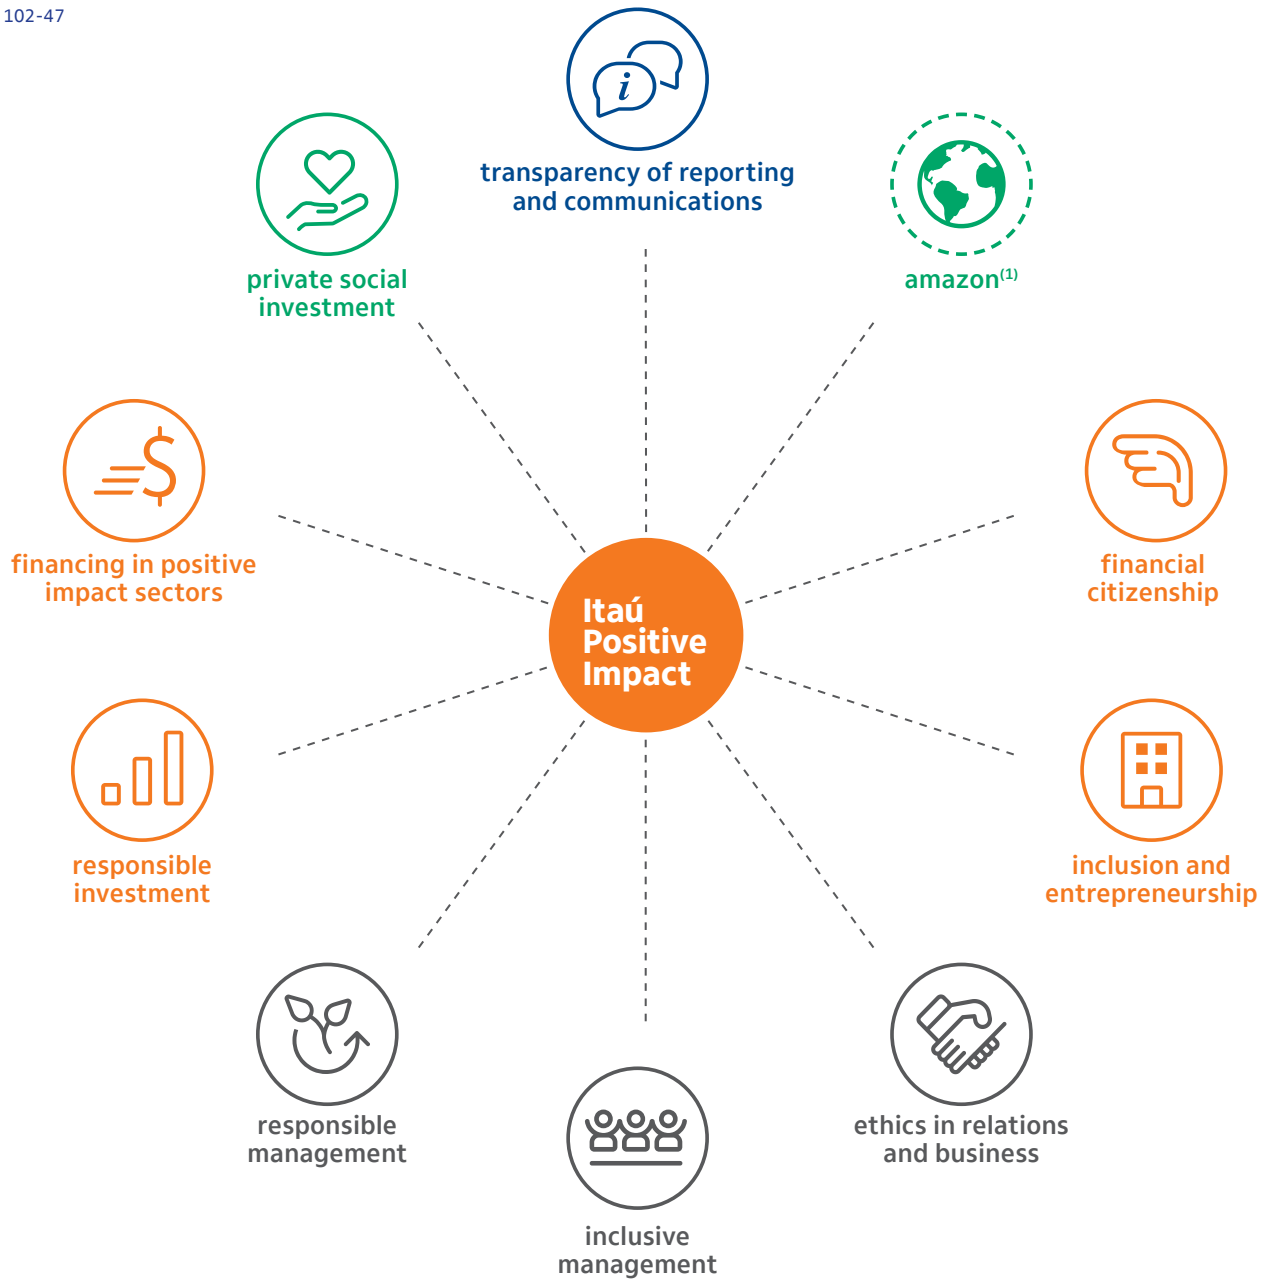 102-47
transparency of reporting
and communications
private social
investment
amazon(1)
financing in positive
impact sectors
financial
citizenship
Itaú
Positive
Impact
responsible
investment
inclusion and
entrepreneurship
responsible
management
ethics in relations
and business
inclusive
management